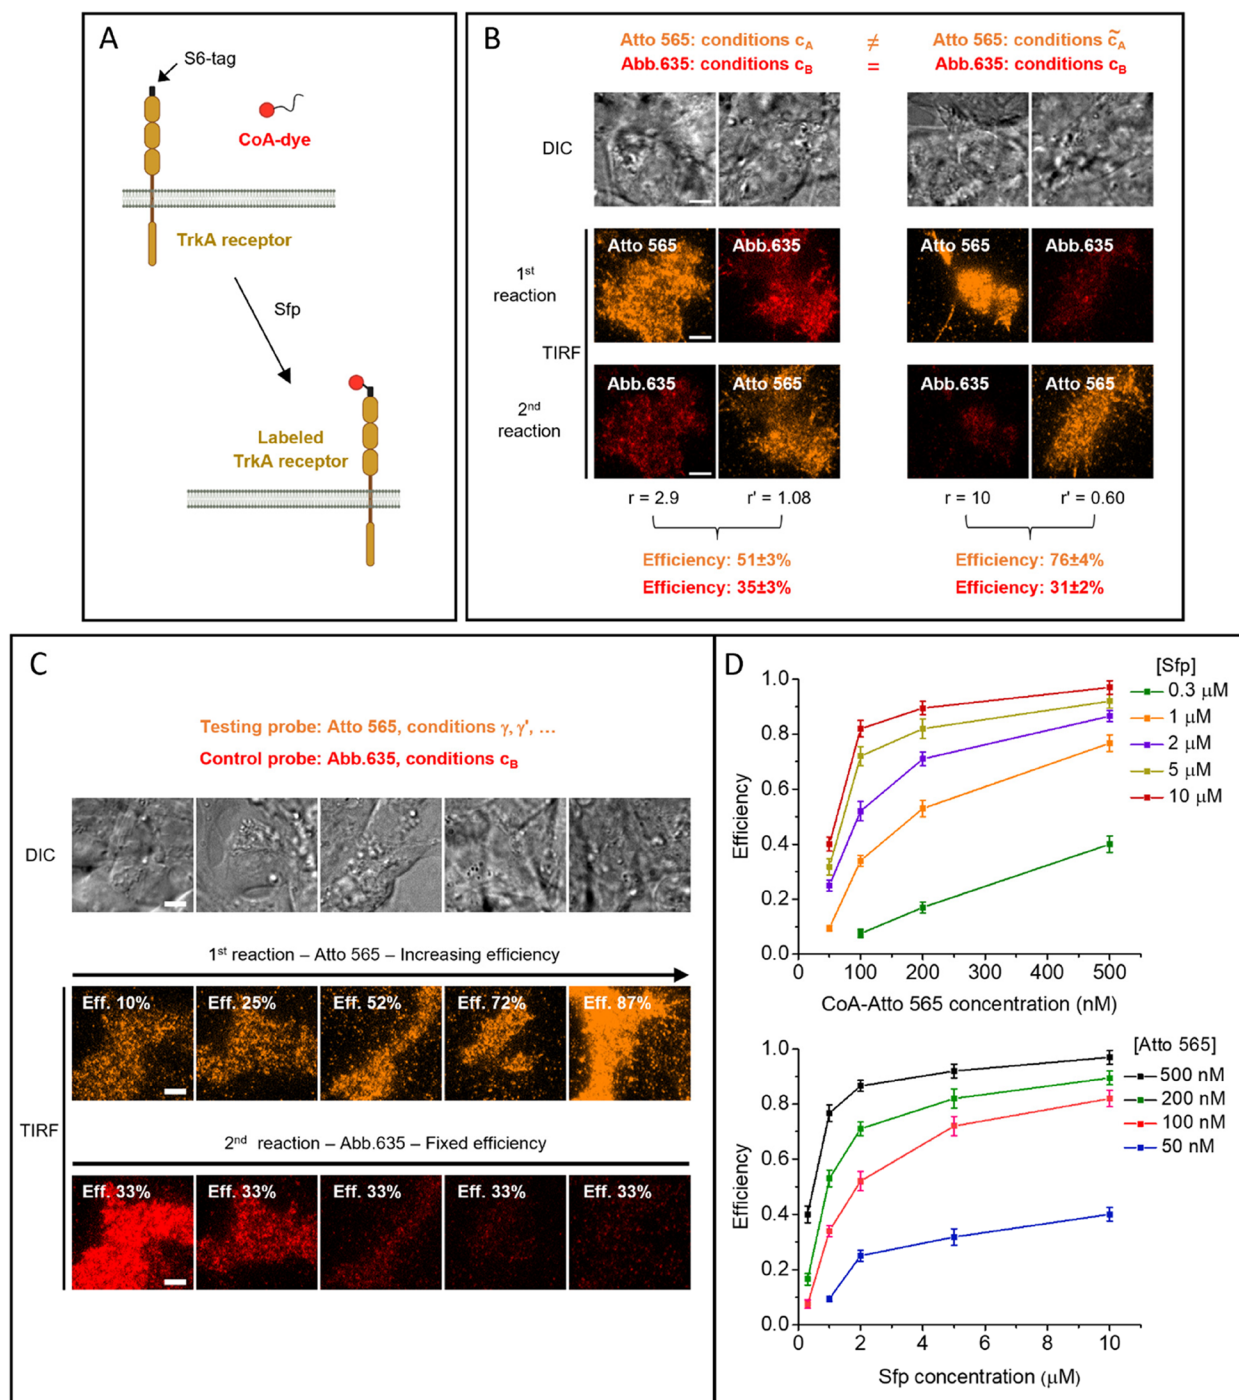 A
S6-tag
CoA-dye
TrkA receptor
Sfp
Labeled
TrkA receptor
B
Atto 565: conditions cA ≠ Atto 565: conditions c̃A
Abb.635: conditions cB = Abb.635: conditions cB
DIC
TIRF
1st
reaction
Atto 565 Abb.635 Atto 565 Abb.635
2nd
reaction
Abb.635 Atto 565 Abb.635 Atto 565
r = 2.9 r' = 1.08 r = 10 r' = 0.60
Efficiency: 51±3% Efficiency: 76±4%
Efficiency: 35±3% Efficiency: 31±2%
C
Testing probe: Atto 565, conditions γ, γ', ...
Control probe: Abb.635, conditions cB
DIC
1st reaction – Atto 565 – Increasing efficiency
TIRF
Eff. 10% Eff. 25% Eff. 52% Eff. 72% Eff. 87%
2nd reaction – Abb.635 – Fixed efficiency
Eff. 33% Eff. 33% Eff. 33% Eff. 33% Eff. 33%
D
Efficiency
1.0
0.8
0.6
0.4
0.2
0.0
0 100 200 300 400 500
CoA-Atto 565 concentration (nM)
[Sfp]
0.3 µM
1 µM
2 µM
5 µM
10 µM
Efficiency
1.0
0.8
0.6
0.4
0.2
0.0
0 2 4 6 8 10
Sfp concentration (µM)
[Atto 565]
500 nM
200 nM
100 nM
50 nM